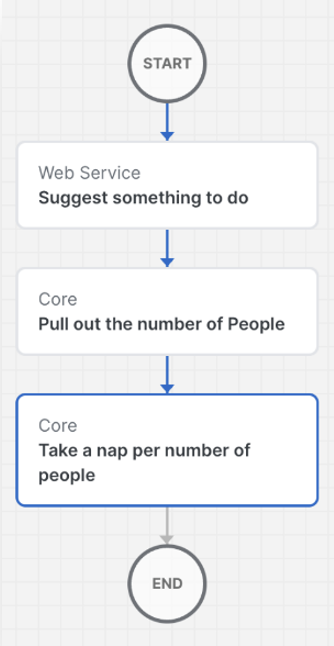 START
Web Service
Suggest something to do
Core
Pull out the number of People
Core
Take a nap per number of
people
END